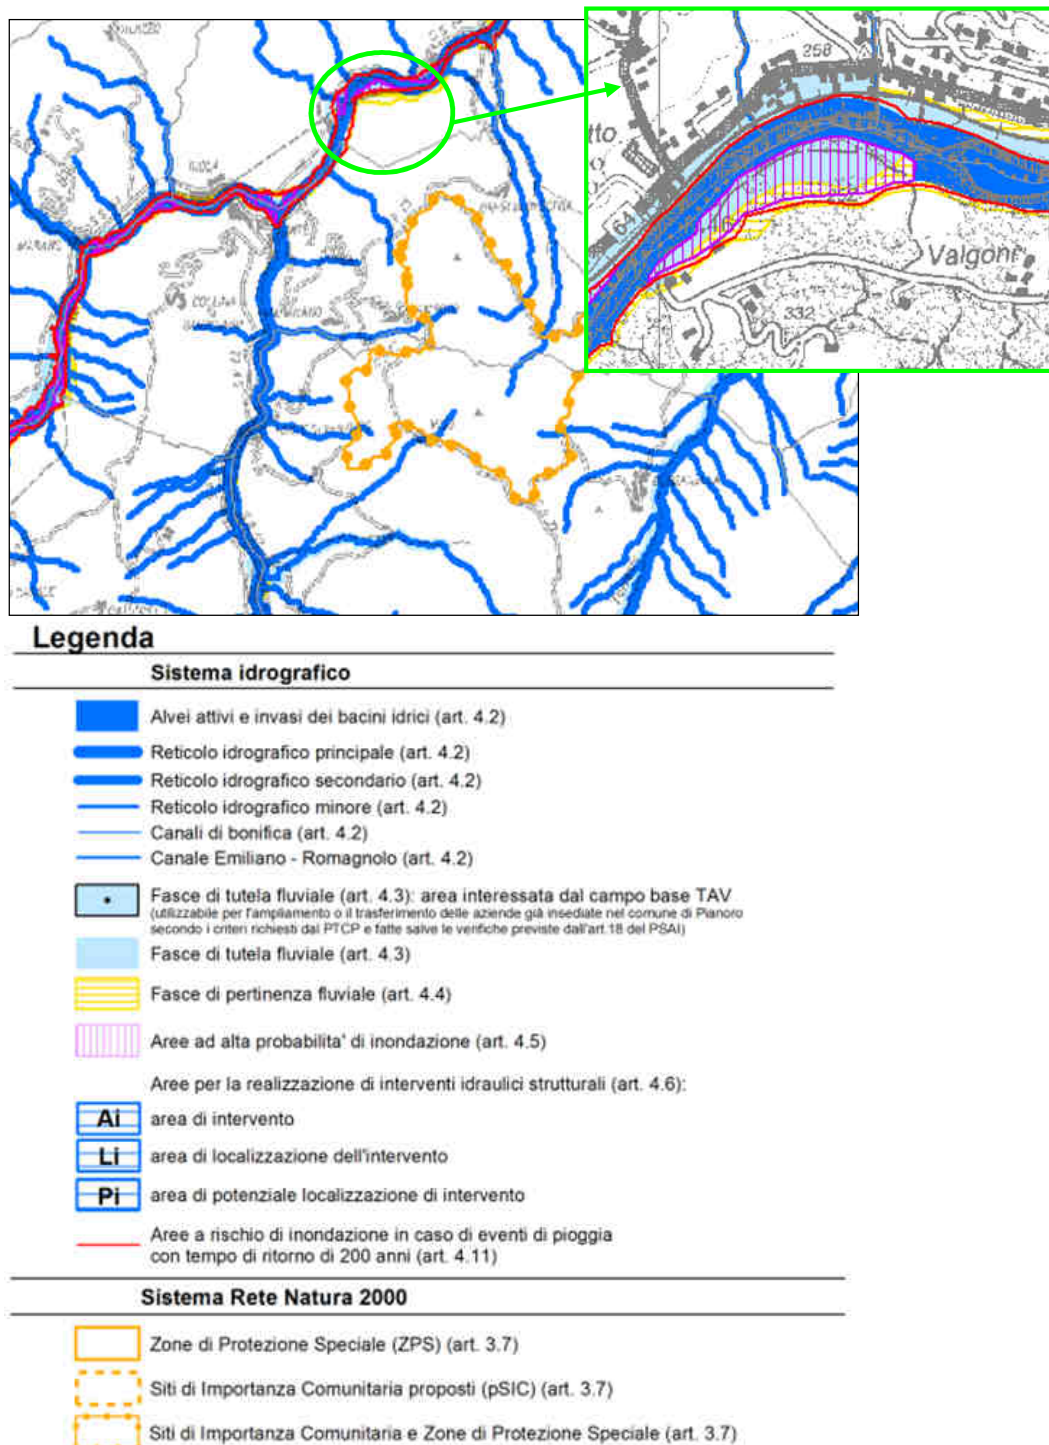 258
tto
64
Valgoni
332
Legenda
Sistema idrografico
Alvei attivi e invasi dei bacini idrici (art. 4.2)
Reticolo idrografico principale (art. 4.2)
Reticolo idrografico secondario (art. 4.2)
Reticolo idrografico minore (art. 4.2)
Canali di bonifica (art. 4.2)
Canale Emiliano - Romagnolo (art. 4.2)
Fasce di tutela fluviale (art. 4.3): area interessata dal campo base TAV
(utilizzabile per l'ampliamento o il trasferimento delle aziende già insediate nel comune di Pianoro
secondo i criteri richiesti dal PTCP e fatte salve le verifiche previste dall'art.18 del PSAI)
Fasce di tutela fluviale (art. 4.3)
Fasce di pertinenza fluviale (art. 4.4)
Aree ad alta probabilita' di inondazione (art. 4.5)
Aree per la realizzazione di interventi idraulici strutturali (art. 4.6):
Ai area di intervento
Li area di localizzazione dell'intervento
Pi area di potenziale localizzazione di intervento
Aree a rischio di inondazione in caso di eventi di pioggia
con tempo di ritorno di 200 anni (art. 4.11)
Sistema Rete Natura 2000
Zone di Protezione Speciale (ZPS) (art. 3.7)
Siti di Importanza Comunitaria proposti (pSIC) (art. 3.7)
Siti di Importanza Comunitaria e Zone di Protezione Speciale (art. 3.7)